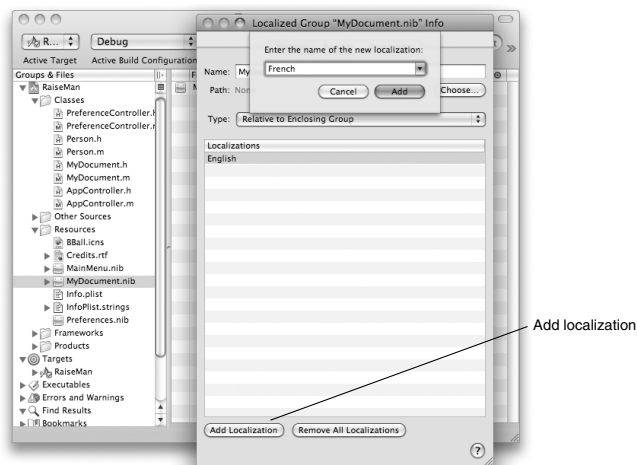 Localized Group “MyDocument.nib” Info
R...
Debug
Active Target
Active Build Configuration
Groups & Files
RaiseMan
Classes
PreferenceController.h
PreferenceController.m
Person.h
Person.m
MyDocument.h
MyDocument.m
AppController.h
AppController.m
Other Sources
Resources
BBall.icns
Credits.rtf
MainMenu.nib
MyDocument.nib
Info.plist
InfoPlist.strings
Preferences.nib
Frameworks
Products
Targets
RaiseMan
Executables
Errors and Warnings
Find Results
Bookmarks
Enter the name of the new localization:
French
Cancel
Add
Name: My
Path: Non
Choose...
Type: Relative to Enclosing Group
Localizations
English
Add Localization
Remove All Localizations
?
Add localization